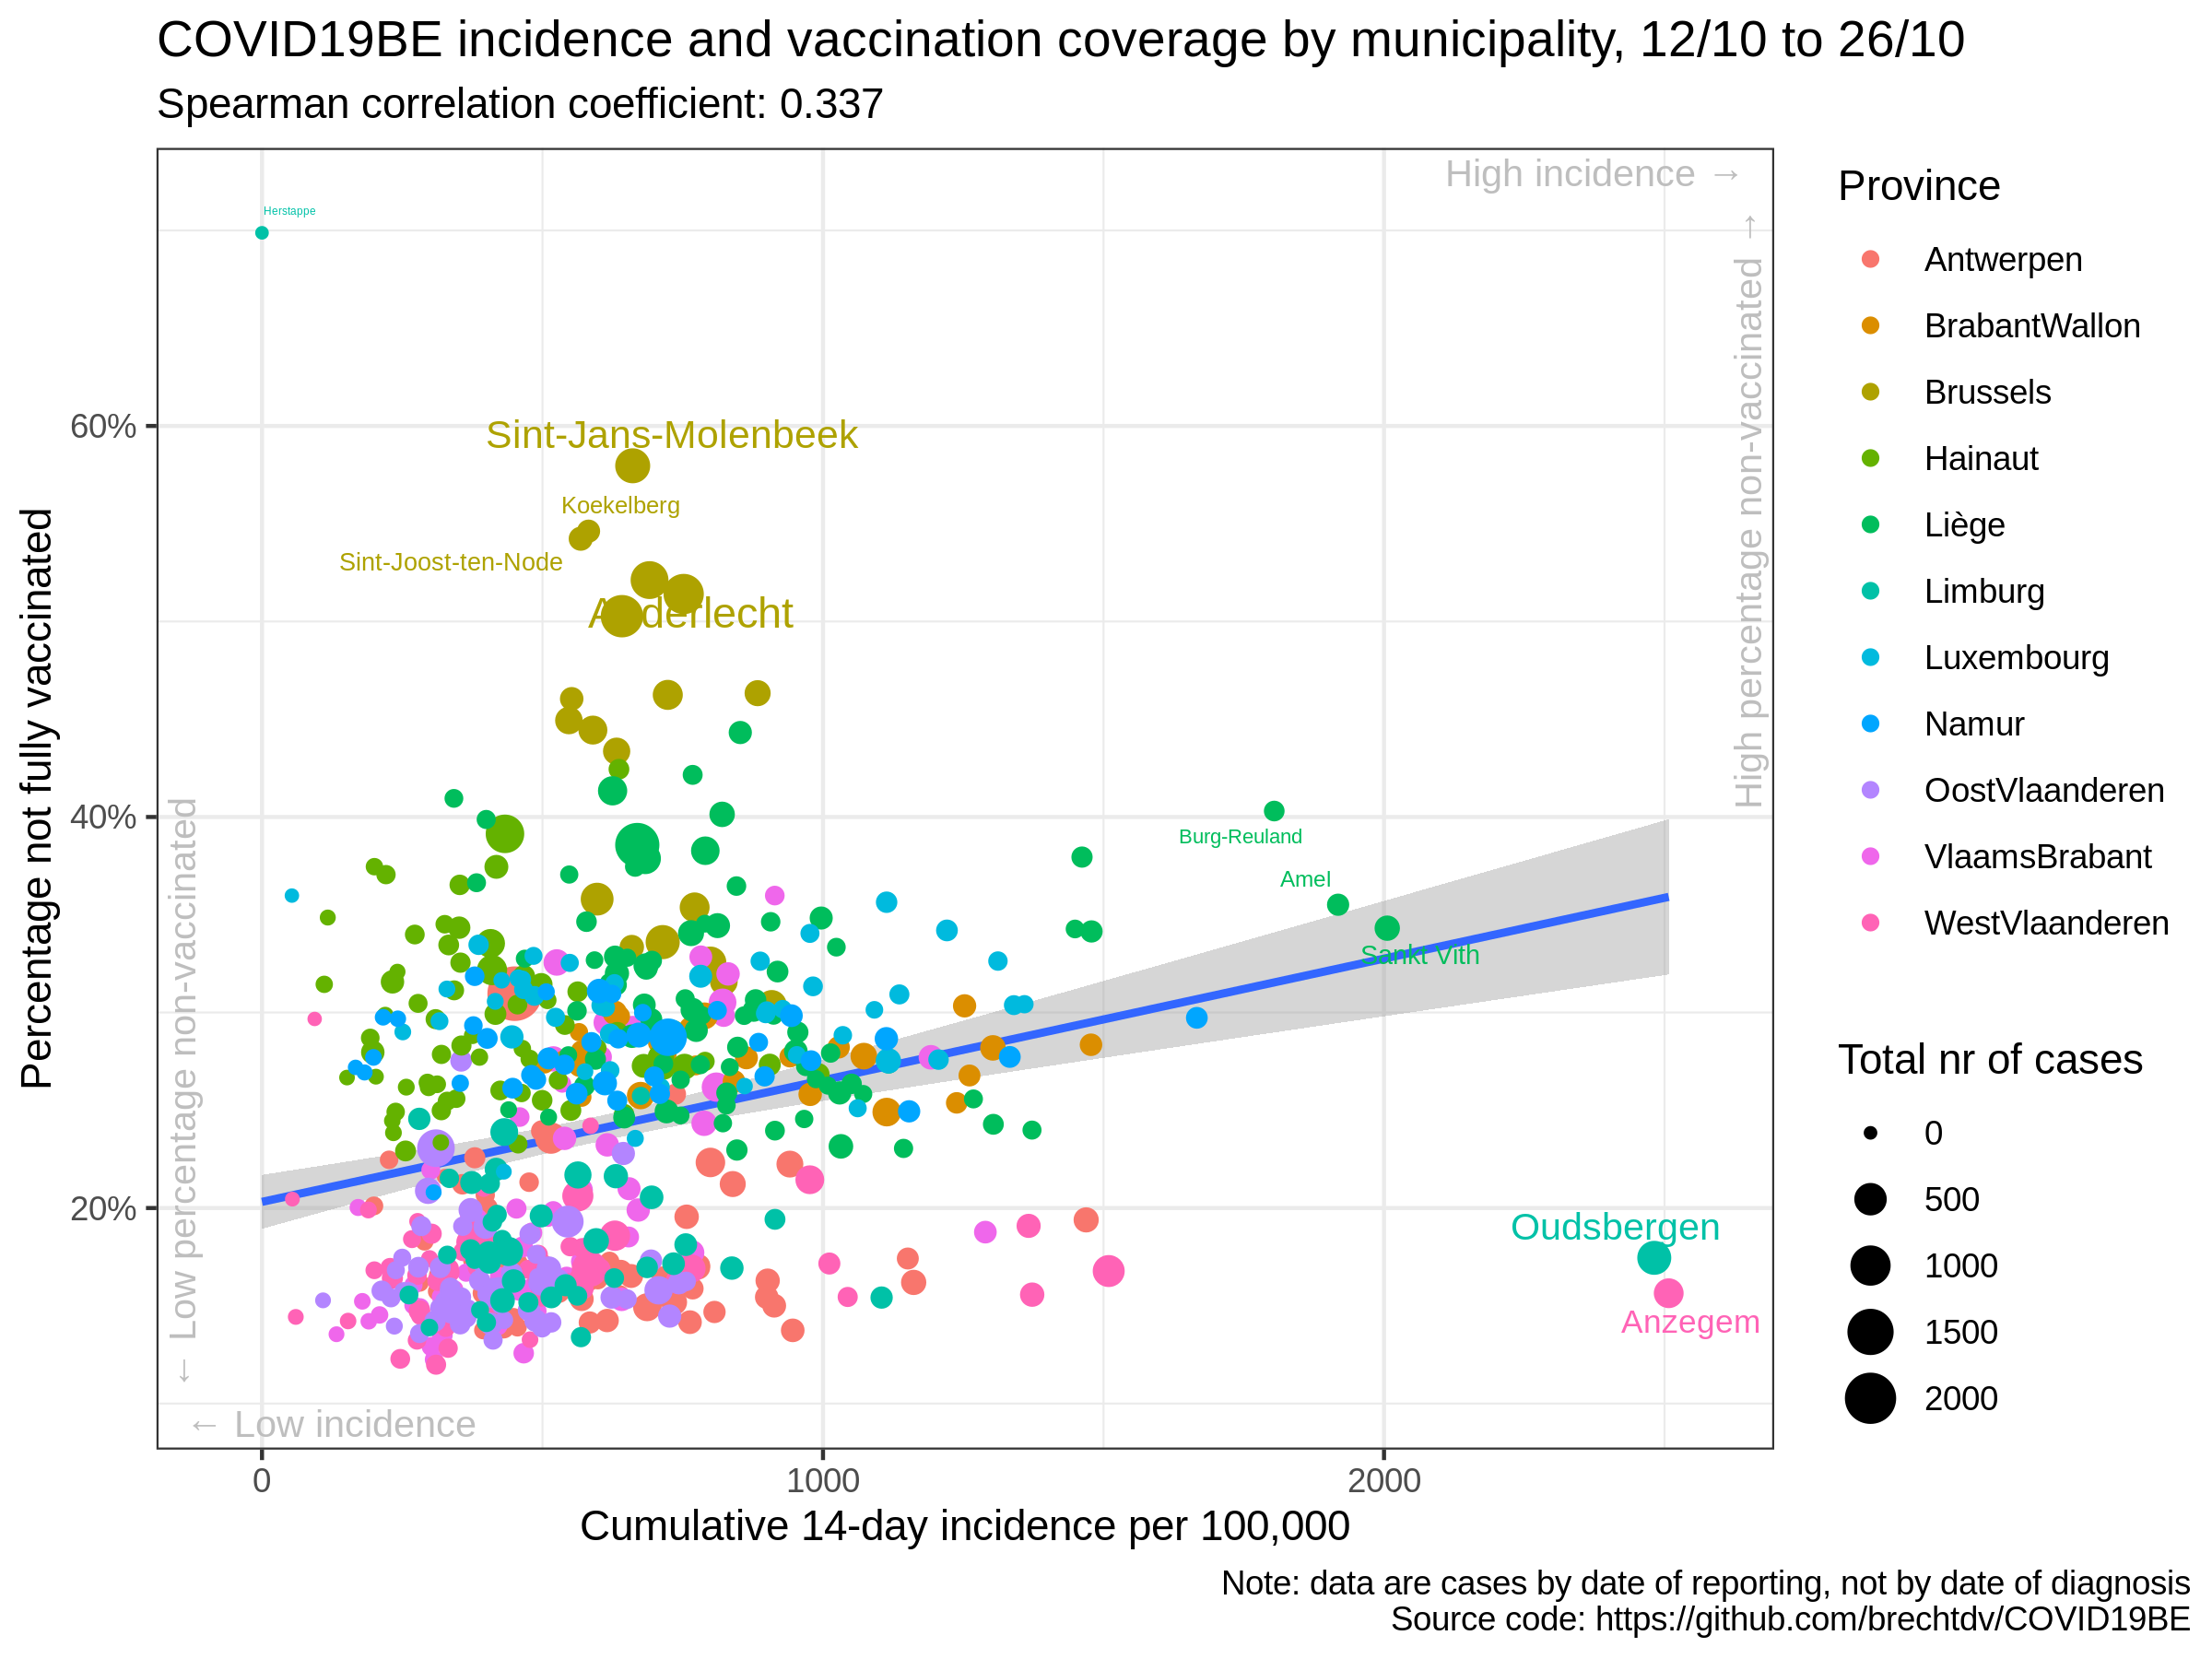 COVID19BE incidence and vaccination coverage by municipality, 12/10 to 26/10
Spearman correlation coefficient: 0.337
High incidence →
High percentage non-vaccinated →
Herstappe
Sint-Jans-Molenbeek
Koekelberg
Sint-Joost-ten-Node
Anderlecht
Burg-Reuland
Amel
Sankt Vith
Oudsbergen
Anzegem
← Low percentage non-vaccinated
← Low incidence
60%
40%
20%
Percentage not fully vaccinated
0
1000
2000
Cumulative 14-day incidence per 100,000
Province
Antwerpen
BrabantWallon
Brussels
Hainaut
Liège
Limburg
Luxembourg
Namur
OostVlaanderen
VlaamsBrabant
WestVlaanderen
Total nr of cases
0
500
1000
1500
2000
Note: data are cases by date of reporting, not by date of diagnosis
Source code: https://github.com/brechtdv/COVID19BE